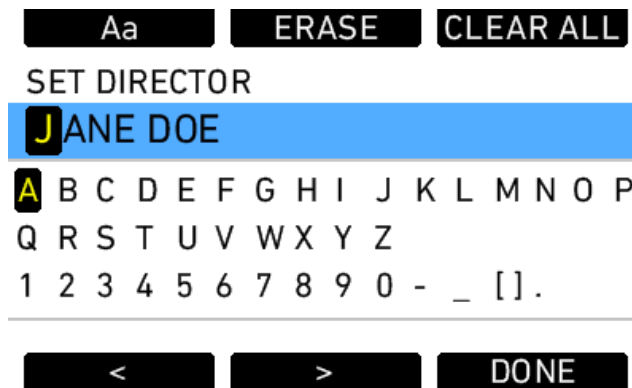 Aa ERASE CLEAR ALL
SET DIRECTOR
JANE DOE
A B C D E F G H I J K L M N O P
Q R S T U V W X Y Z
1 2 3 4 5 6 7 8 9 0 - _ [ ] .
< > DONE